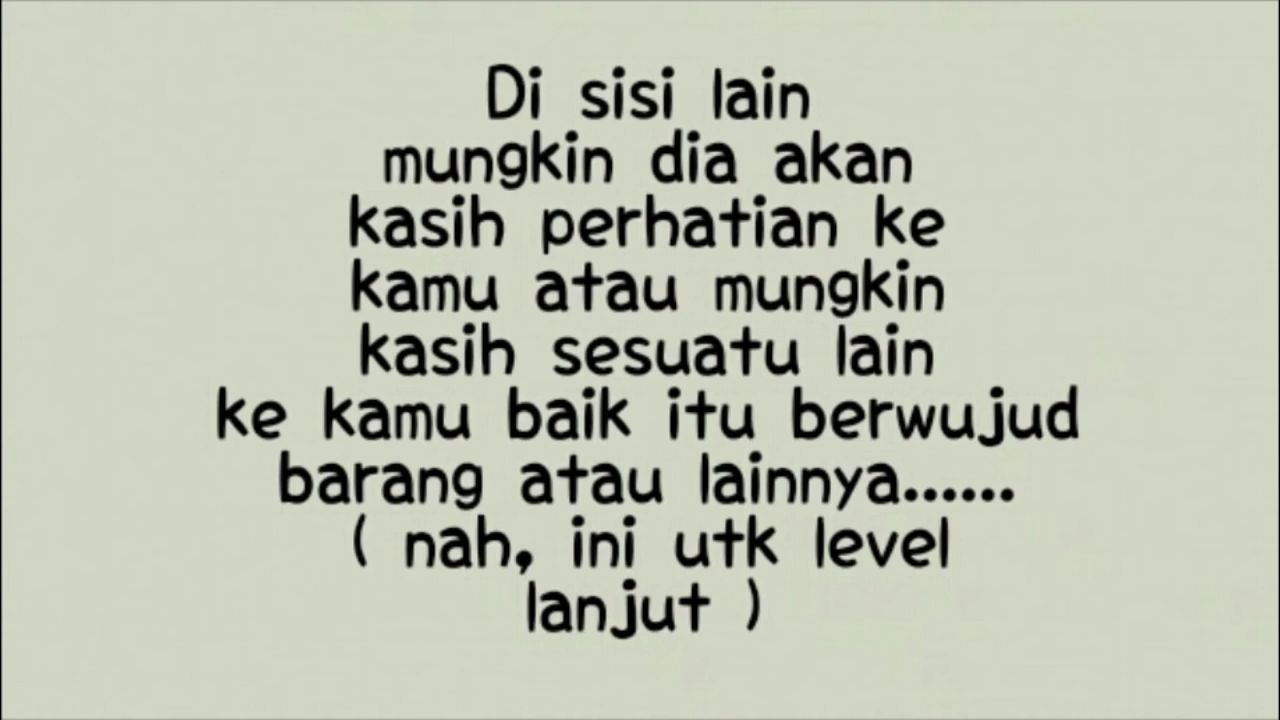 Di sisi lain
mungkin dia akan
kasih perhatian ke
kamu atau mungkin
kasih sesuatu lain
ke kamu baik itu berwujud
barang atau lainnya......
( nah, ini utk level
lanjut )